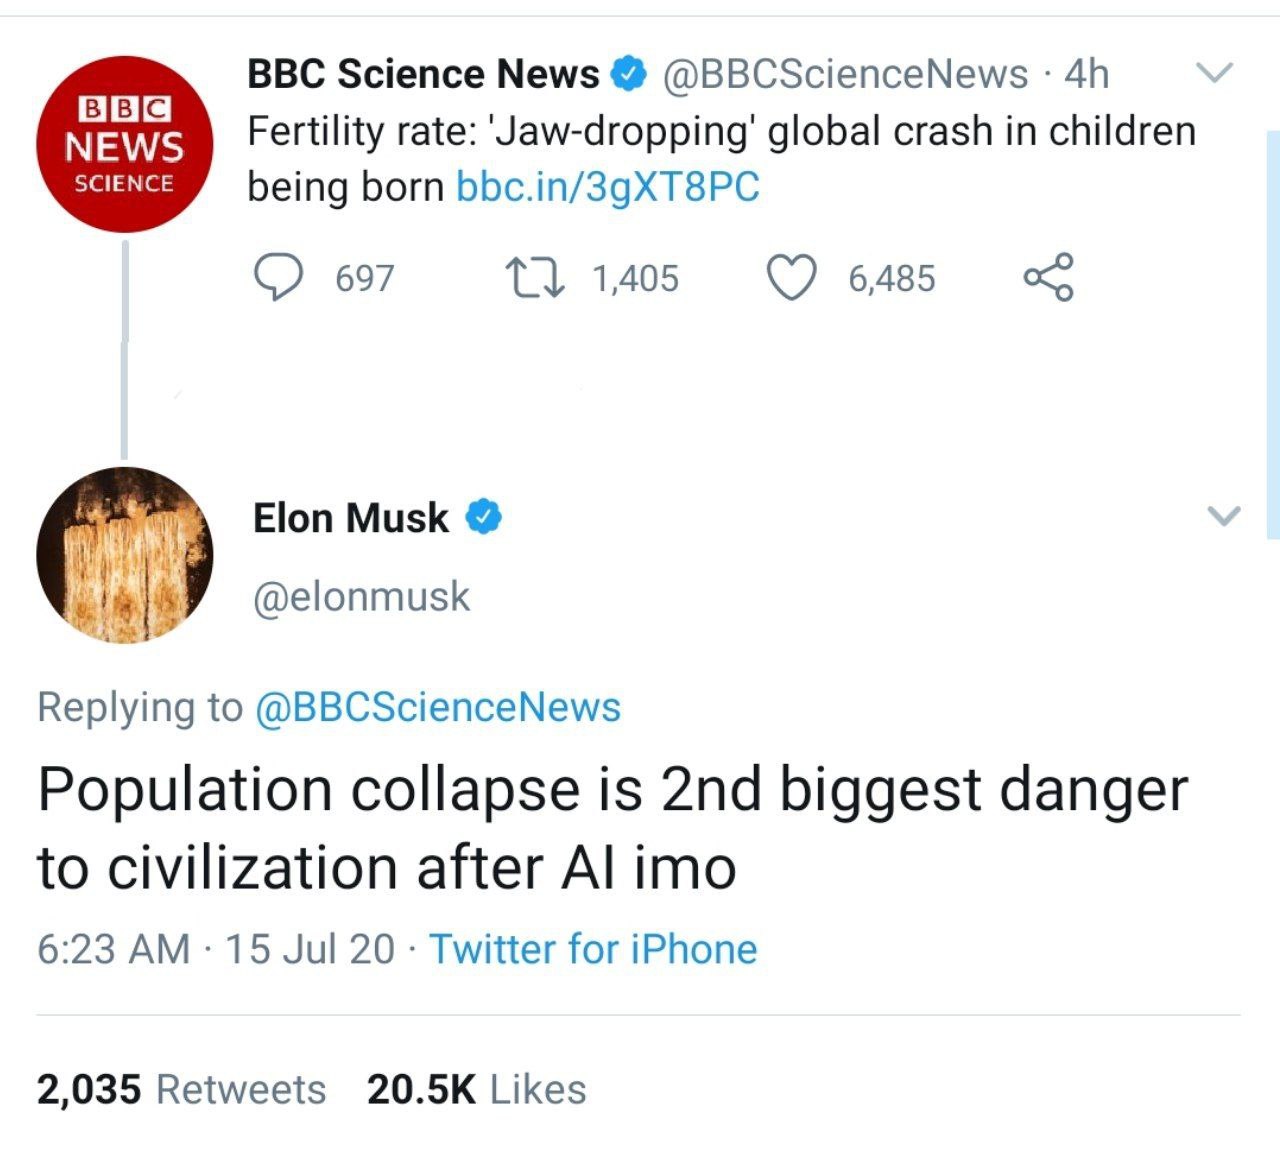 BBC
NEWS
SCIENCE
BBC Science News @BBCScienceNews · 4h
Fertility rate: 'Jaw-dropping' global crash in children
being born bbc.in/3gXT8PC
697 1,405 6,485
Elon Musk
@elonmusk
Replying to @BBCScienceNews
Population collapse is 2nd biggest danger
to civilization after AI imo
6:23 AM · 15 Jul 20 · Twitter for iPhone
2,035 Retweets 20.5K Likes